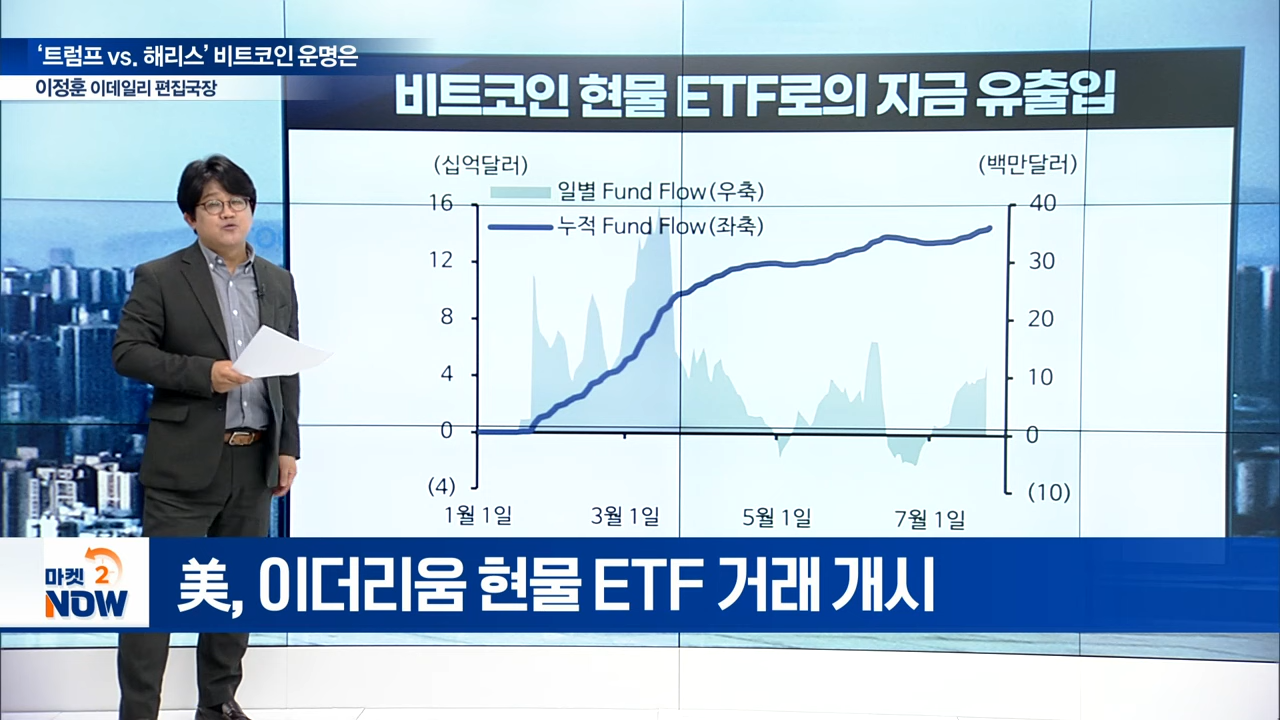 ‘트럼프 vs. 해리스’ 비트코인 운명은
이정훈 이데일리 편집국장
비트코인 현물 ETF로의 자금 유출입
(십억달러)
(백만달러)
일별 Fund Flow(우축)
누적 Fund Flow(좌축)
16
12
8
4
0
(4)
40
30
20
10
0
(10)
1월 1일
3월 1일
5월 1일
7월 1일
마켓 2
NOW
美, 이더리움 현물 ETF 거래 개시